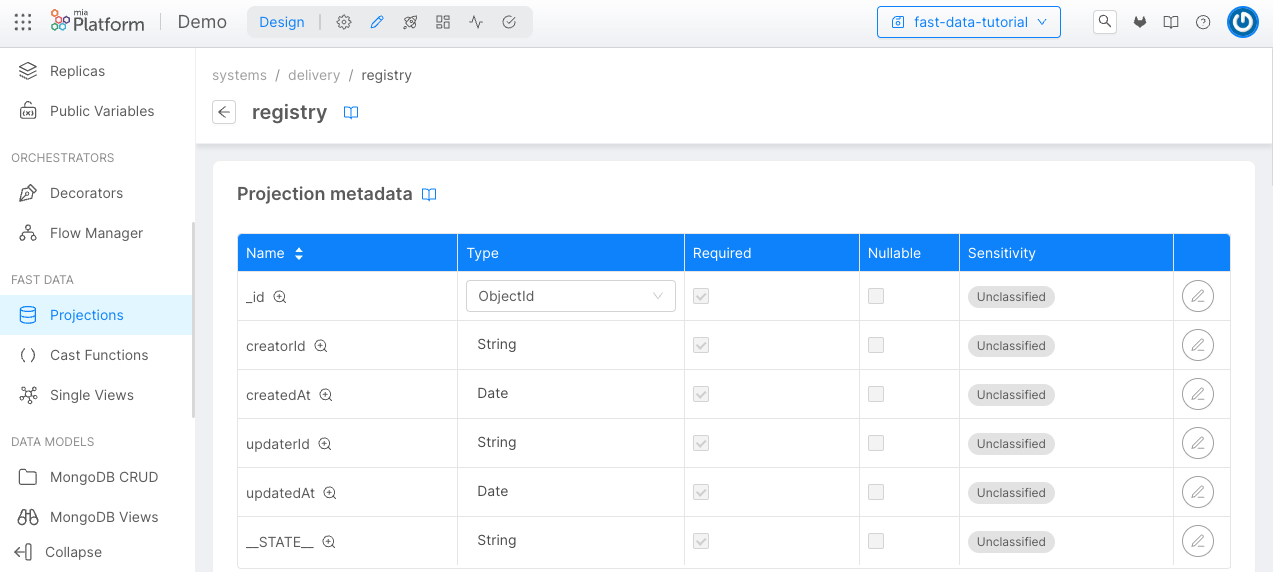 mia
Platform
Demo
Design
fast-data-tutorial
Replicas
Public Variables
ORCHESTRATORS
Decorators
Flow Manager
FAST DATA
Projections
Cast Functions
Single Views
DATA MODELS
MongoDB CRUD
MongoDB Views
Collapse
systems / delivery / registry
registry
Projection metadata
Name Type Required Nullable Sensitivity
_id ObjectId Unclassified
creatorId String Unclassified
createdAt Date Unclassified
updaterId String Unclassified
updatedAt Date Unclassified
__STATE__ String Unclassified